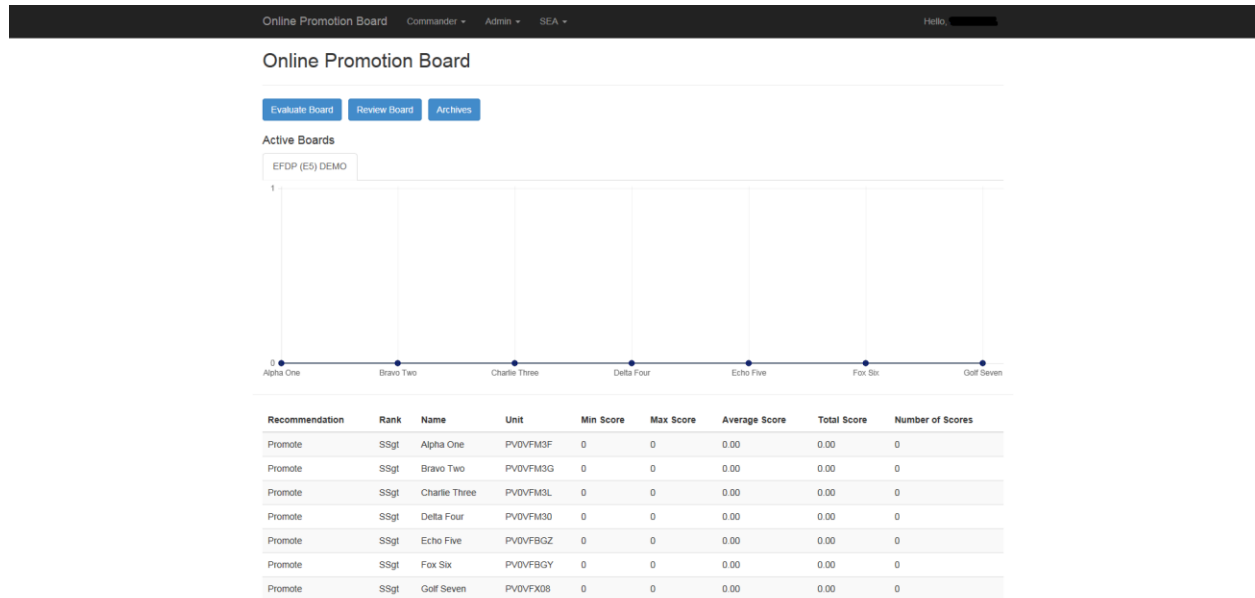 Online Promotion Board Commander Admin SEA Hello,
Online Promotion Board
Evaluate Board Review Board Archives
Active Boards
EFDP (E5) DEMO
1
0
Alpha One Bravo Two Charlie Three Delta Four Echo Five Fox Six Golf Seven
Recommendation Rank Name Unit Min Score Max Score Average Score Total Score Number of Scores
Promote SSgt Alpha One PV0VFM3F 0 0 0.00 0.00 0
Promote SSgt Bravo Two PV0VFM3G 0 0 0.00 0.00 0
Promote SSgt Charlie Three PV0VFM3L 0 0 0.00 0.00 0
Promote SSgt Delta Four PV0VFM30 0 0 0.00 0.00 0
Promote SSgt Echo Five PV0VFBGZ 0 0 0.00 0.00 0
Promote SSgt Fox Six PV0VFBGY 0 0 0.00 0.00 0
Promote SSgt Golf Seven PV0VFX08 0 0 0.00 0.00 0